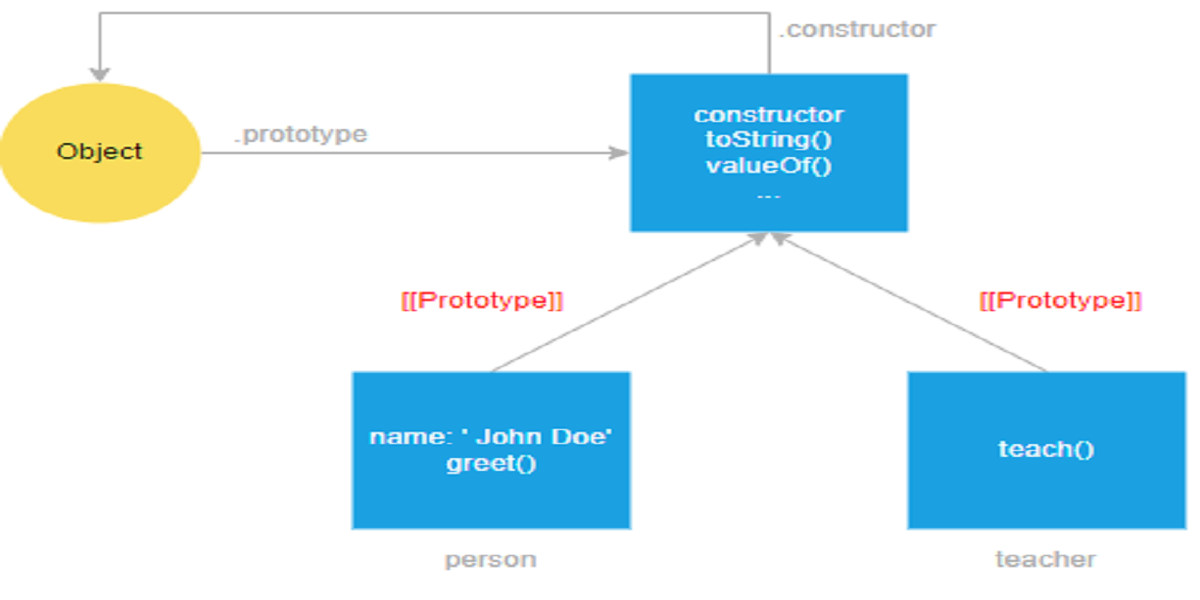 .constructor
constructor
toString()
valueOf()
...
Object
.prototype
[[Prototype]]
[[Prototype]]
name: ' John Doe'
greet()
teach()
person
teacher